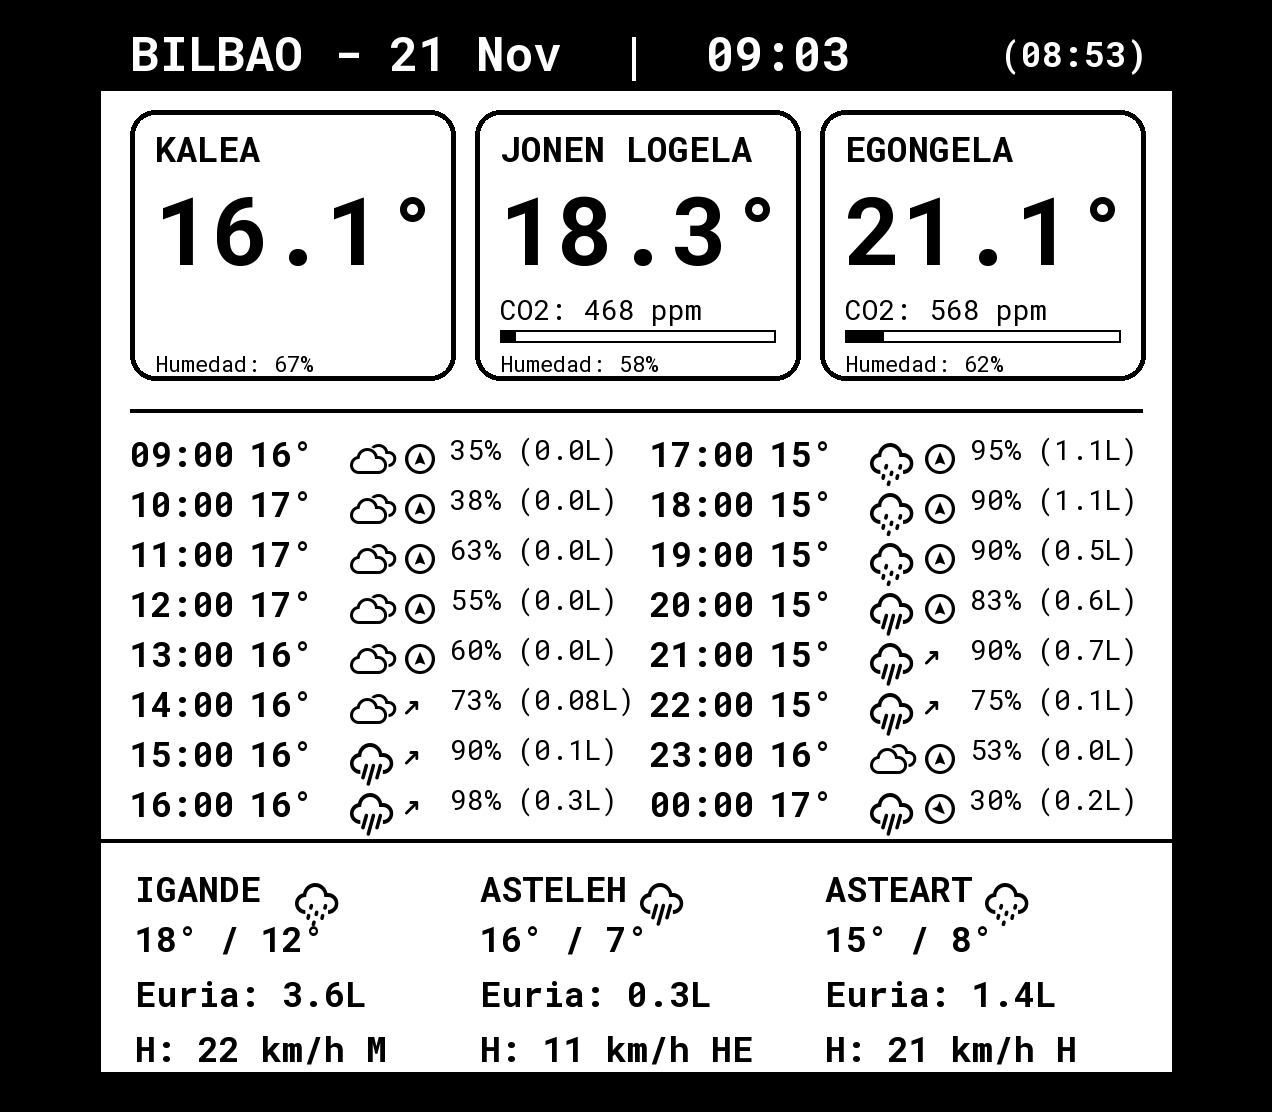 BILBAO - 21 Nov | 09:03 (08:53)
KALEA
16.1°
Humedad: 67%
JONEN LOGELA
18.3°
CO2: 468 ppm
Humedad: 58%
EGONGELA
21.1°
CO2: 568 ppm
Humedad: 62%
09:00 16° 35% (0.0L)
10:00 17° 38% (0.0L)
11:00 17° 63% (0.0L)
12:00 17° 55% (0.0L)
13:00 16° 60% (0.0L)
14:00 16° 73% (0.08L)
15:00 16° 90% (0.1L)
16:00 16° 98% (0.3L)
17:00 15° 95% (1.1L)
18:00 15° 90% (1.1L)
19:00 15° 90% (0.5L)
20:00 15° 83% (0.6L)
21:00 15° 90% (0.7L)
22:00 15° 75% (0.1L)
23:00 16° 53% (0.0L)
00:00 17° 30% (0.2L)
IGANDE
18° / 12°
Euria: 3.6L
H: 22 km/h M
ASTELEH
16° / 7°
Euria: 0.3L
H: 11 km/h HE
ASTEART
15° / 8°
Euria: 1.4L
H: 21 km/h H